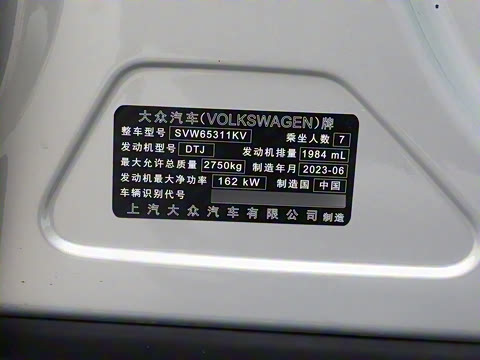 大众汽车(VOLKSWAGEN)牌
整车型号 SVW65311KV 乘坐人数 7
发动机型号 DTJ 发动机排量 1984 mL
最大允许总质量 2750kg 制造年月 2023-06
发动机最大净功率 162 kW 制造国 中国
车辆识别代号
上汽大众汽车有限公司 制造